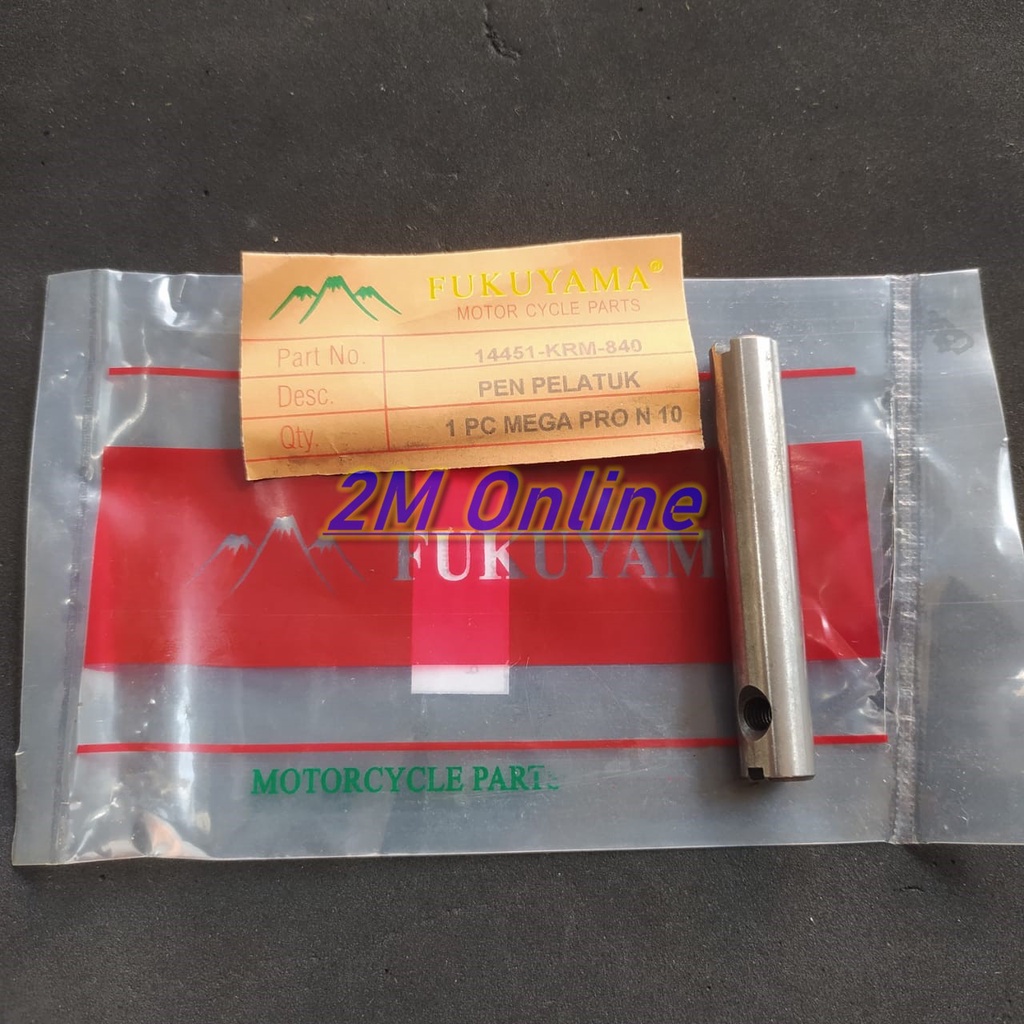 FUKUYAMA®
MOTOR CYCLE PARTS
Part No. 14451-KRM-840
Desc. PEN PELATUK
Qty. 1 PC MEGA PRO N 10
2M Online
FUKUYAM
MOTORCYCLE PARTS